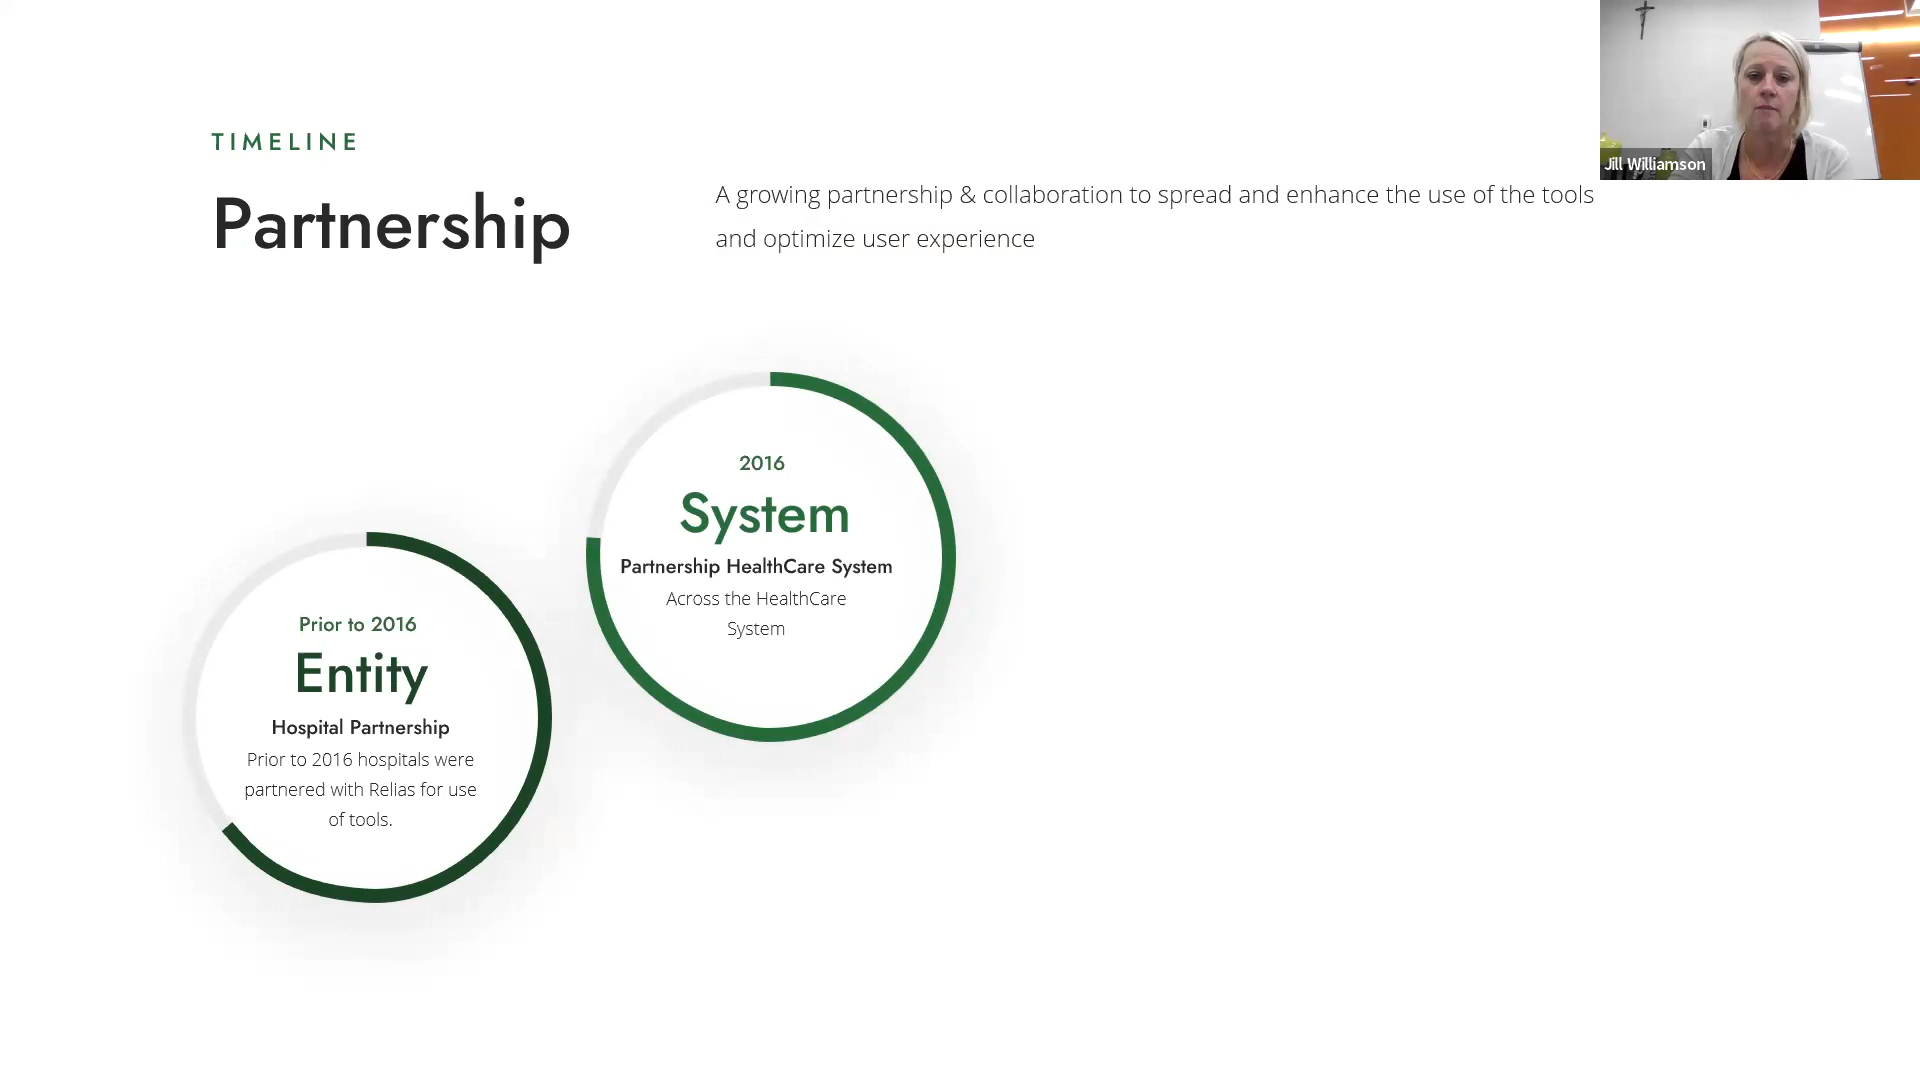 TIMELINE
Partnership
A growing partnership & collaboration to spread and enhance the use of the tools
and optimize user experience
Jill Williamson
2016
System
Partnership HealthCare System
Across the HealthCare
System
Prior to 2016
Entity
Hospital Partnership
Prior to 2016 hospitals were
partnered with Relias for use
of tools.